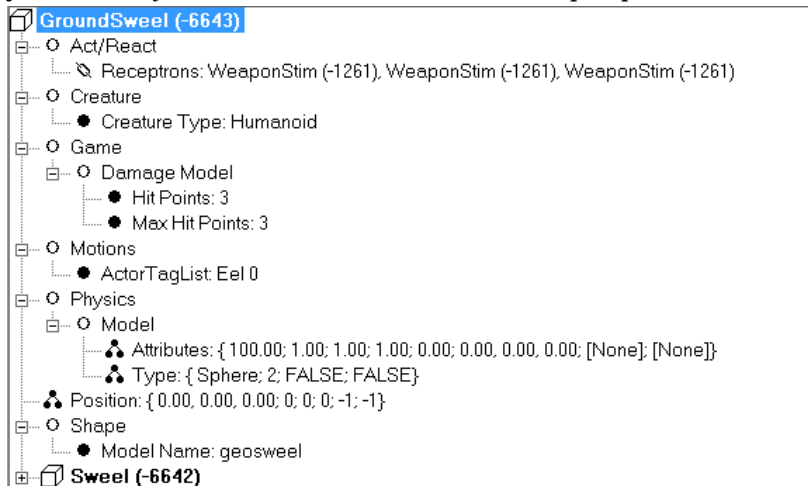 GroundSweel (-6643)
Act/React
Receptrons: WeaponStim (-1261), WeaponStim (-1261), WeaponStim (-1261)
Creature
Creature Type: Humanoid
Game
Damage Model
Hit Points: 3
Max Hit Points: 3
Motions
ActorTagList: Eel 0
Physics
Model
Attributes: { 100.00; 1.00; 1.00; 1.00; 0.00; 0.00, 0.00, 0.00; [None]; [None]}
Type: { Sphere; 2; FALSE; FALSE}
Position: { 0.00, 0.00, 0.00; 0; 0; 0; -1; -1}
Shape
Model Name: geosweel
Sweel (-6642)